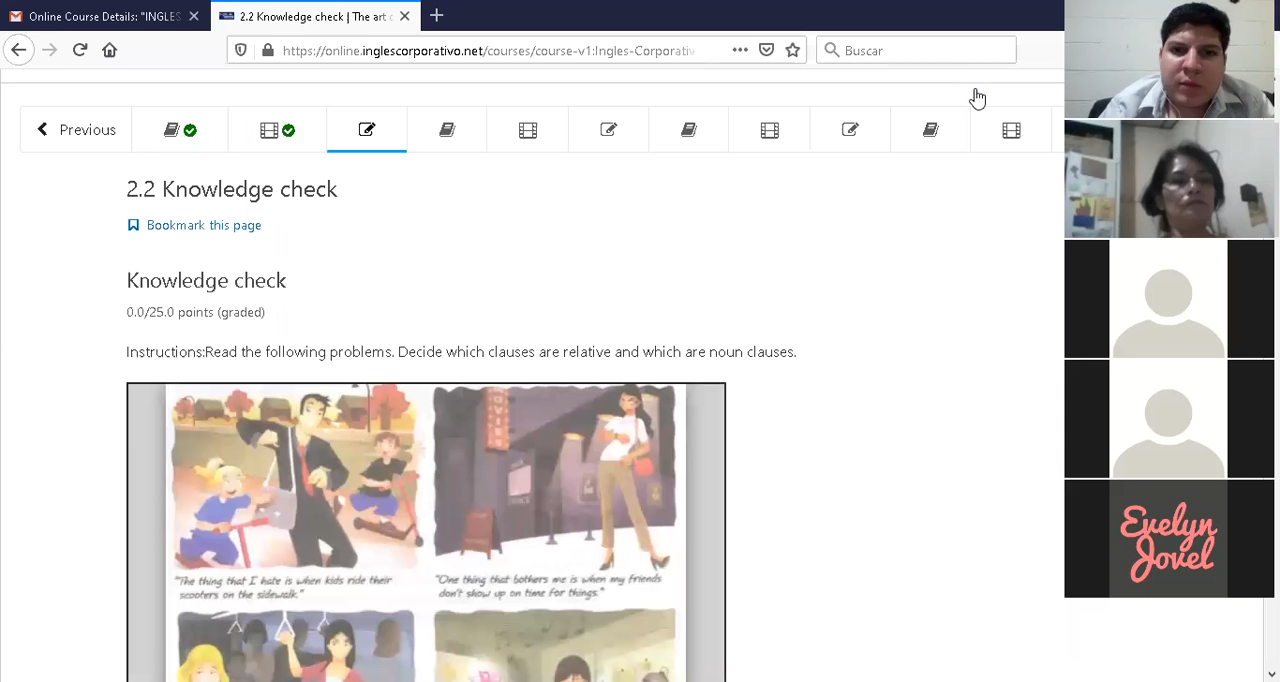 Online Course Details: "INGLES
2.2 Knowledge check | The art
https://online.inglescorporativo.net/courses/course-v1:Ingles-Corporativ
Buscar
Previous
2.2 Knowledge check
Bookmark this page
Knowledge check
0.0/25.0 points (graded)
Instructions:Read the following problems. Decide which clauses are relative and which are noun clauses.
"The thing that I hate is when kids ride their
scooters on the sidewalk."
"One thing that bothers me is when my friends
don't show up on time for things."
Evelyn
Jovel